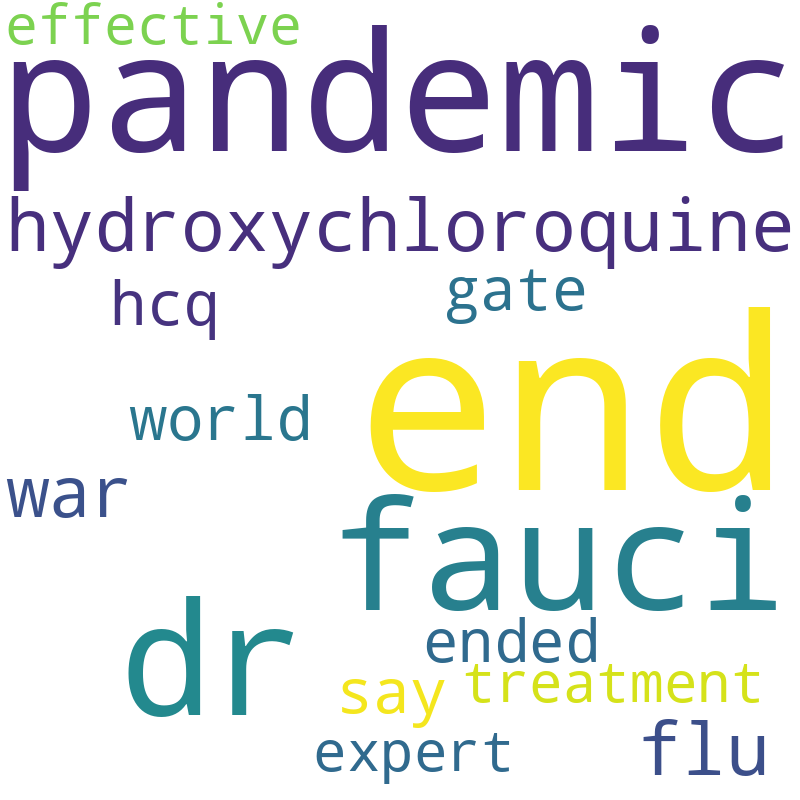 effective
pandemic
hydroxychloroquine
hcq
gate
end
world
war
fauci
dr
ended
say
treatment
expert
flu